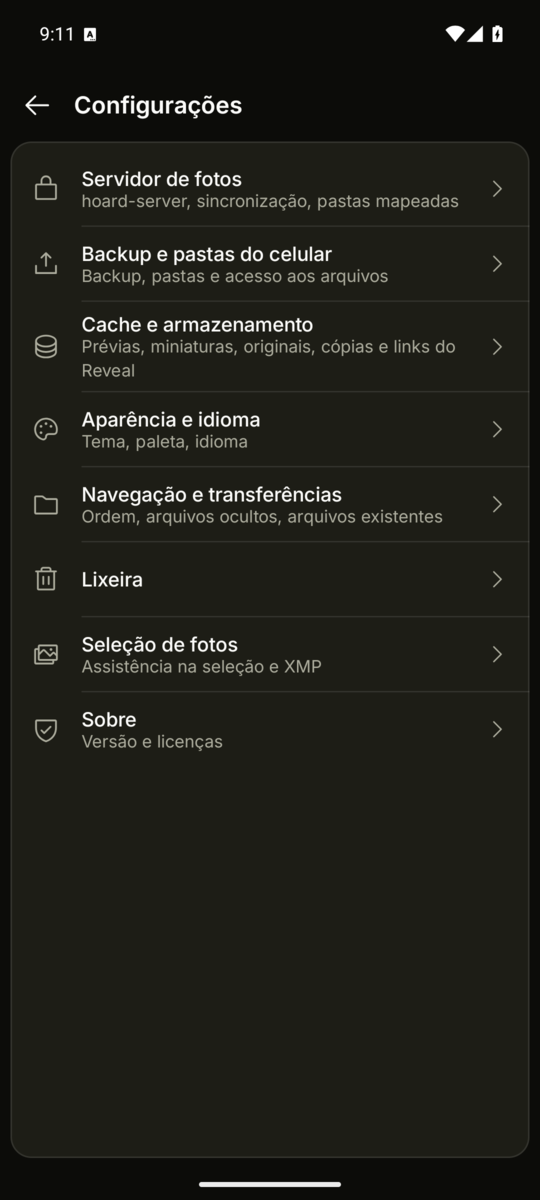 9:11
Configurações
Servidor de fotos
hoard-server, sincronização, pastas mapeadas
Backup e pastas do celular
Backup, pastas e acesso aos arquivos
Cache e armazenamento
Prévias, miniaturas, originais, cópias e links do
Reveal
Aparência e idioma
Tema, paleta, idioma
Navegação e transferências
Ordem, arquivos ocultos, arquivos existentes
Lixeira
Seleção de fotos
Assistência na seleção e XMP
Sobre
Versão e licenças